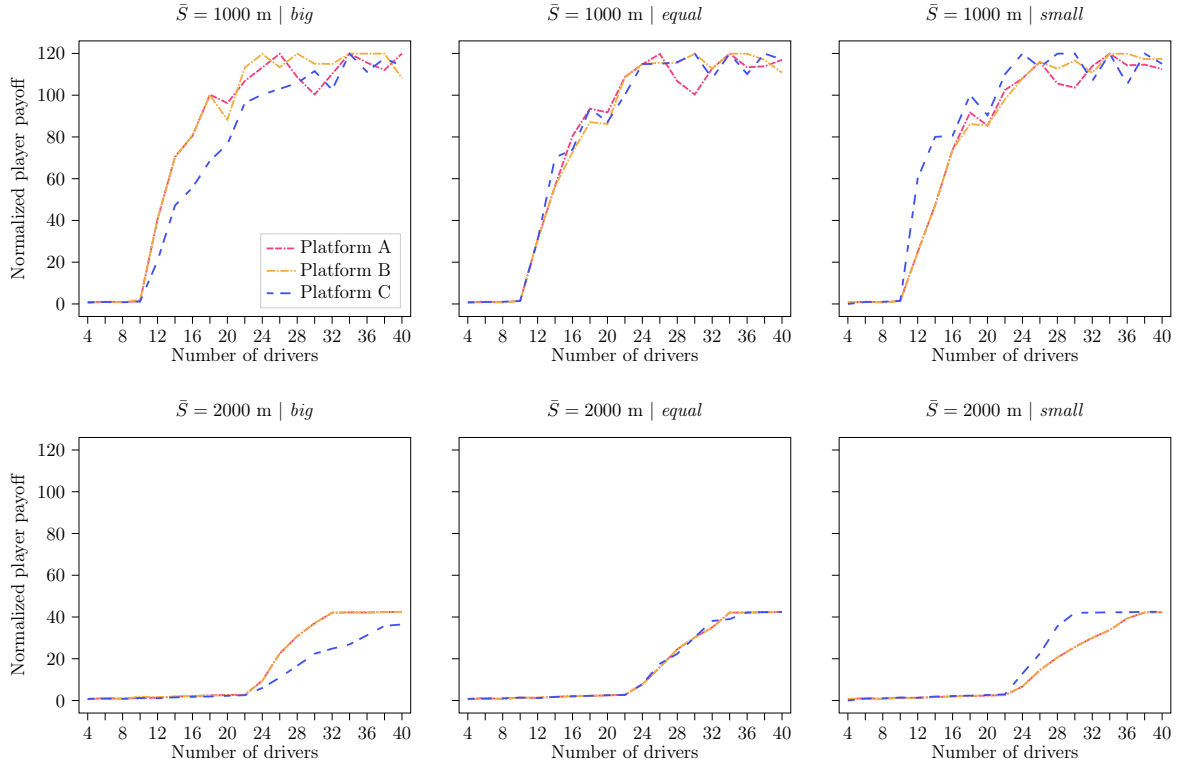 S̄ = 1000 m | big
S̄ = 1000 m | equal
S̄ = 1000 m | small
Normalized player payoff
120
100
80
60
40
20
0
Platform A
Platform B
Platform C
4 8 12 16 20 24 28 32 36 40
4 8 12 16 20 24 28 32 36 40
4 8 12 16 20 24 28 32 36 40
Number of drivers
Number of drivers
Number of drivers
S̄ = 2000 m | big
S̄ = 2000 m | equal
S̄ = 2000 m | small
Normalized player payoff
120
100
80
60
40
20
0
4 8 12 16 20 24 28 32 36 40
4 8 12 16 20 24 28 32 36 40
4 8 12 16 20 24 28 32 36 40
Number of drivers
Number of drivers
Number of drivers